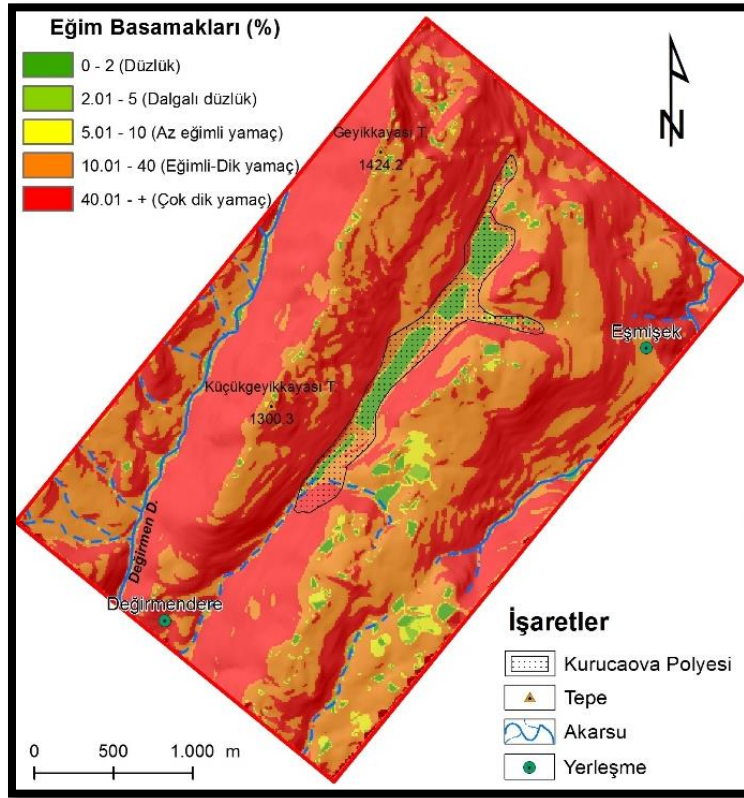 Eğim Basamakları (%)
0 - 2 (Düzlük)
2.01 - 5 (Dalgalı düzlük)
5.01 - 10 (Az eğimli yamaç)
10.01 - 40 (Eğimli-Dik yamaç)
40.01 - + (Çok dik yamaç)
N
Geyikkayası T.
1424.2
Eşmişek
Küçükgeyikkayası T.
1300.3
Değirmen D.
Değirmendere
İşaretler
Kurucaova Polyesi
Tepe
Akarsu
Yerleşme
0 500 1.000 m